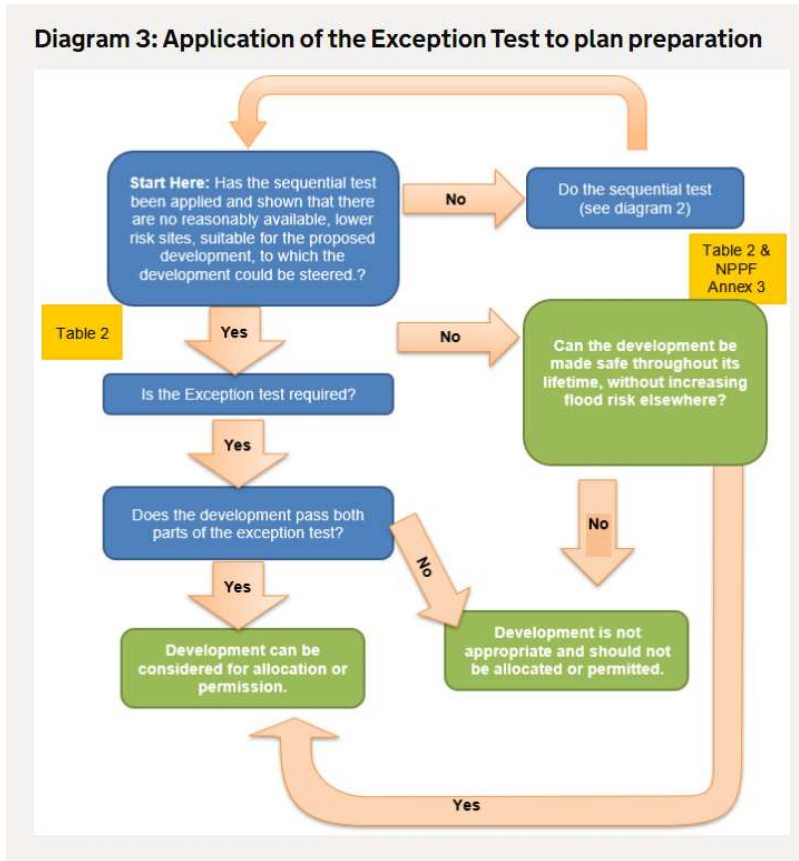 Diagram 3: Application of the Exception Test to plan preparation
Start Here: Has the sequential test
been applied and shown that there
are no reasonably available, lower
risk sites, suitable for the proposed
development, to which the
development could be steered.?
No
Do the sequential test
(see diagram 2)
Table 2 &
NPPF
Annex 3
Table 2
Yes
No
Can the development be
made safe throughout its
lifetime, without increasing
flood risk elsewhere?
Is the Exception test required?
Yes
Does the development pass both
parts of the exception test?
No
No
Yes
Development can be
considered for allocation or
permission.
Development is not
appropriate and should not
be allocated or permitted.
Yes